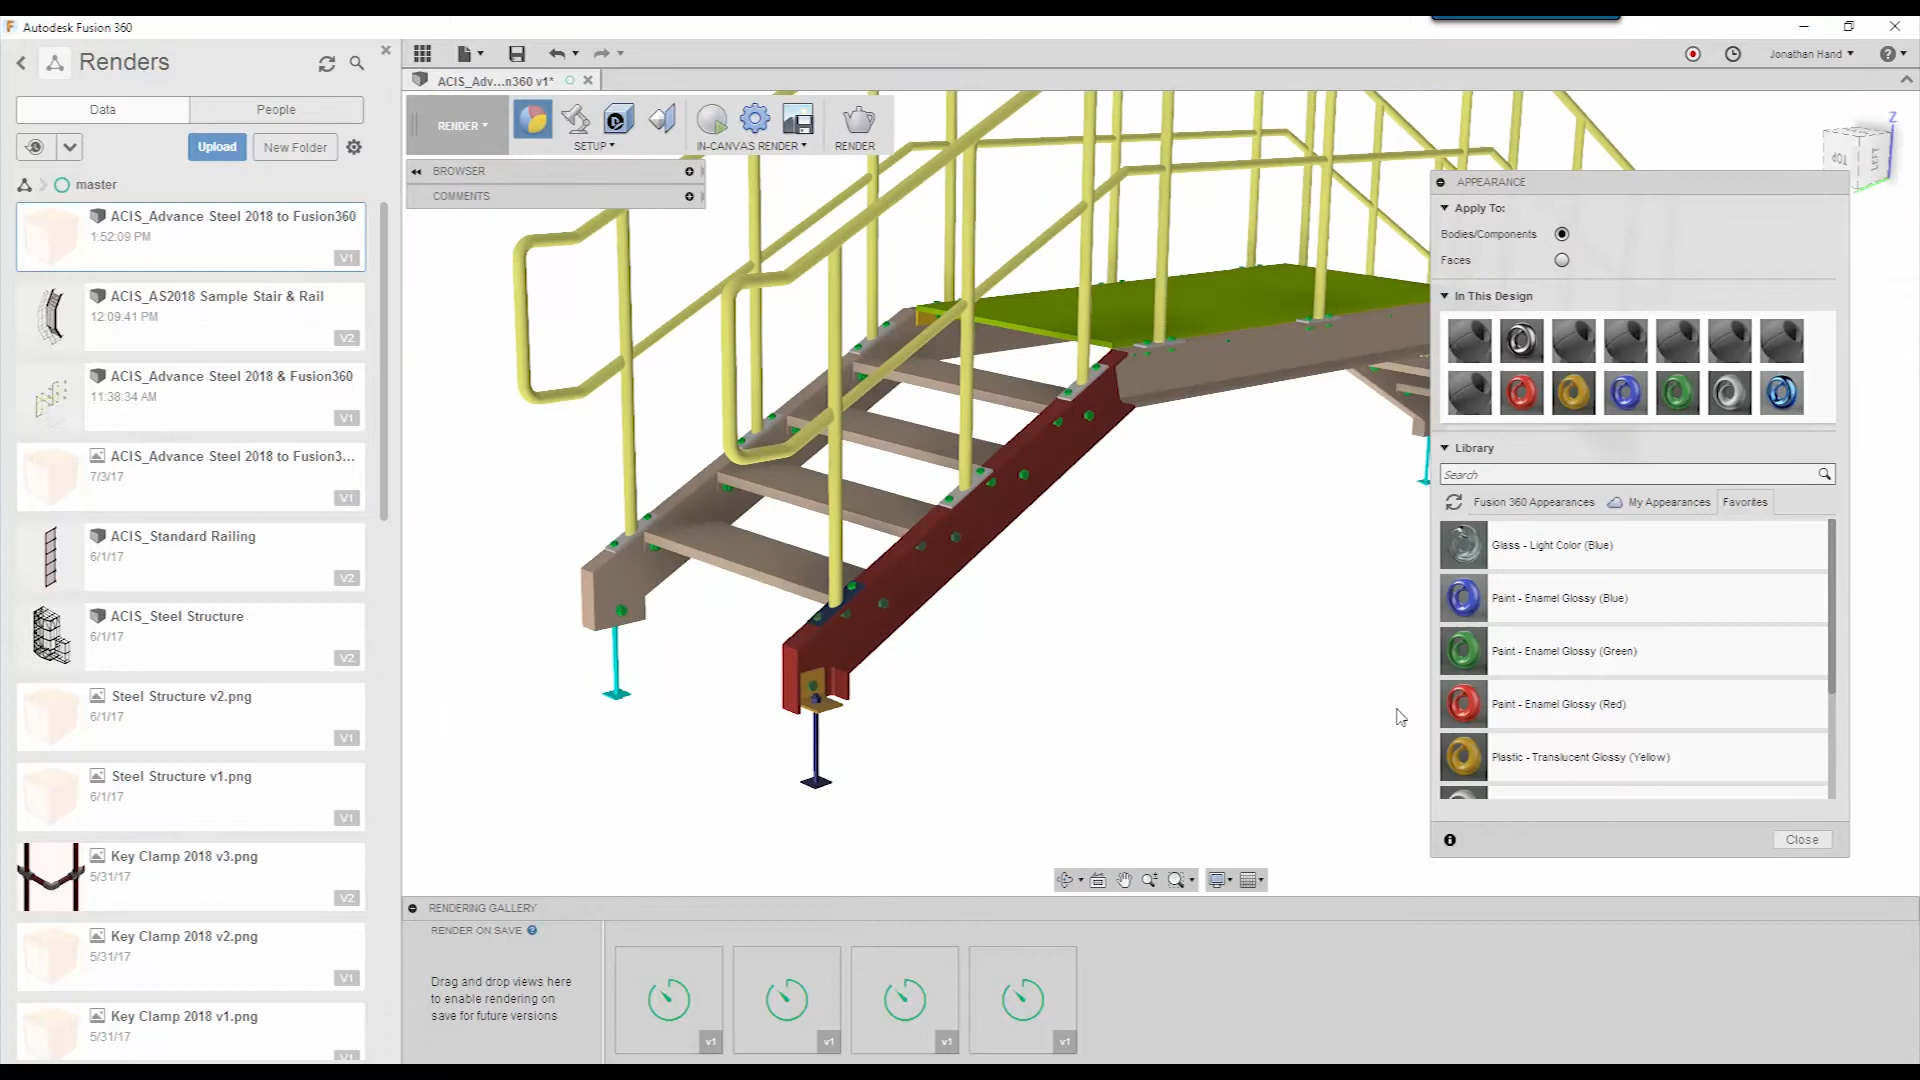 Autodesk Fusion 360
Renders
Data
People
Upload
New Folder
master
ACIS_Advance Steel 2018 to Fusion360
1:52:09 PM
V1
ACIS_AS2018 Sample Stair & Rail
12:09:41 PM
V2
ACIS_Advance Steel 2018 & Fusion360
11:38:34 AM
V1
ACIS_Advance Steel 2018 to Fusion3...
7/3/17
V1
ACIS_Standard Railing
6/1/17
V2
ACIS_Steel Structure
6/1/17
V2
Steel Structure v2.png
6/1/17
V1
Steel Structure v1.png
6/1/17
V1
Key Clamp 2018 v3.png
5/31/17
V2
Key Clamp 2018 v2.png
5/31/17
V1
Key Clamp 2018 v1.png
5/31/17
V1
Jonathan Hand
ACIS_Adv...n360 v1*
RENDER
SETUP
IN-CANVAS RENDER
RENDER
BROWSER
COMMENTS
Z
TOP
LEFT
APPEARANCE
Apply To:
Bodies/Components
Faces
In This Design
Library
Search
Fusion 360 Appearances
My Appearances
Favorites
Glass - Light Color (Blue)
Paint - Enamel Glossy (Blue)
Paint - Enamel Glossy (Green)
Paint - Enamel Glossy (Red)
Plastic - Translucent Glossy (Yellow)
Close
RENDERING GALLERY
RENDER ON SAVE
Drag and drop views here
to enable rendering on
save for future versions
v1
v1
v1
v1